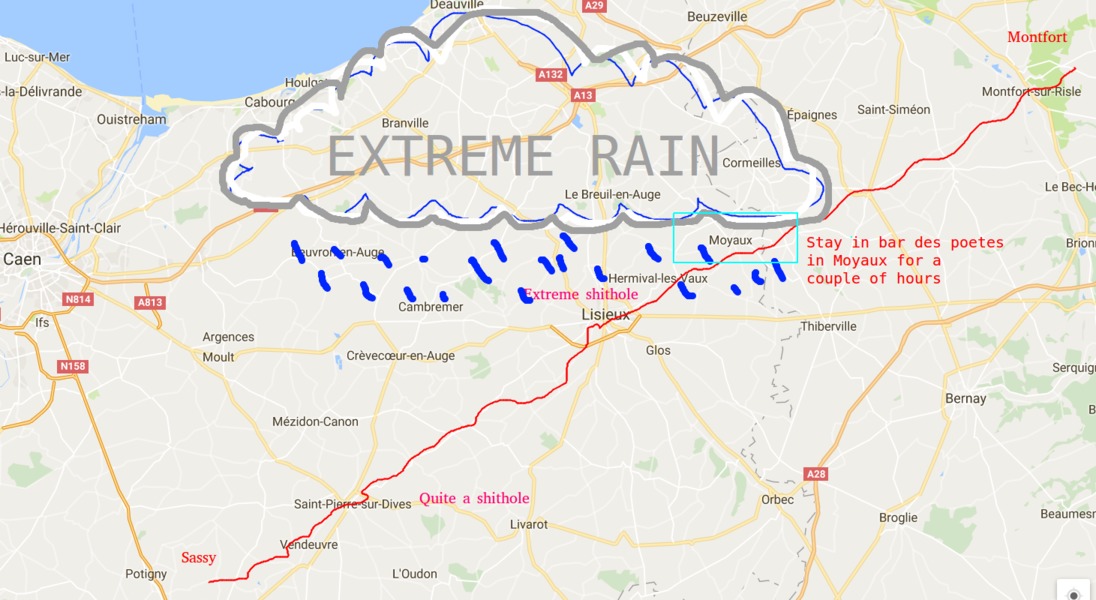 Deauville
A29
Beuzeville
Montfort
Luc-sur-Mer
-la-Délivrande
Houlga
A132
A13
Cabourg
Montfort-sur-Risle
Ouistreham
Branville
Épaignes
Saint-Siméon
EXTREME RAIN
Cormeilles
Le Breuil-en-Auge
Le Bec-He
Hérouville-Saint-Clair
Moyaux
Stay in bar des poetes
in Moyaux for a
couple of hours
Brion
Beuvron-en-Auge
Caen
Hermival-les-Vaux
N814
A813
Extreme shithole
Cambremer
Lisieux
Ifs
Thiberville
Argences
Moult
Crèvecœur-en-Auge
Glos
N158
Serquig
Bernay
Mézidon-Canon
A28
Saint-Pierre-sur-Dives
Quite a shithole
Orbec
Livarot
Broglie
Beaumes
Vendeuvre
Sassy
Potigny
L'Oudon